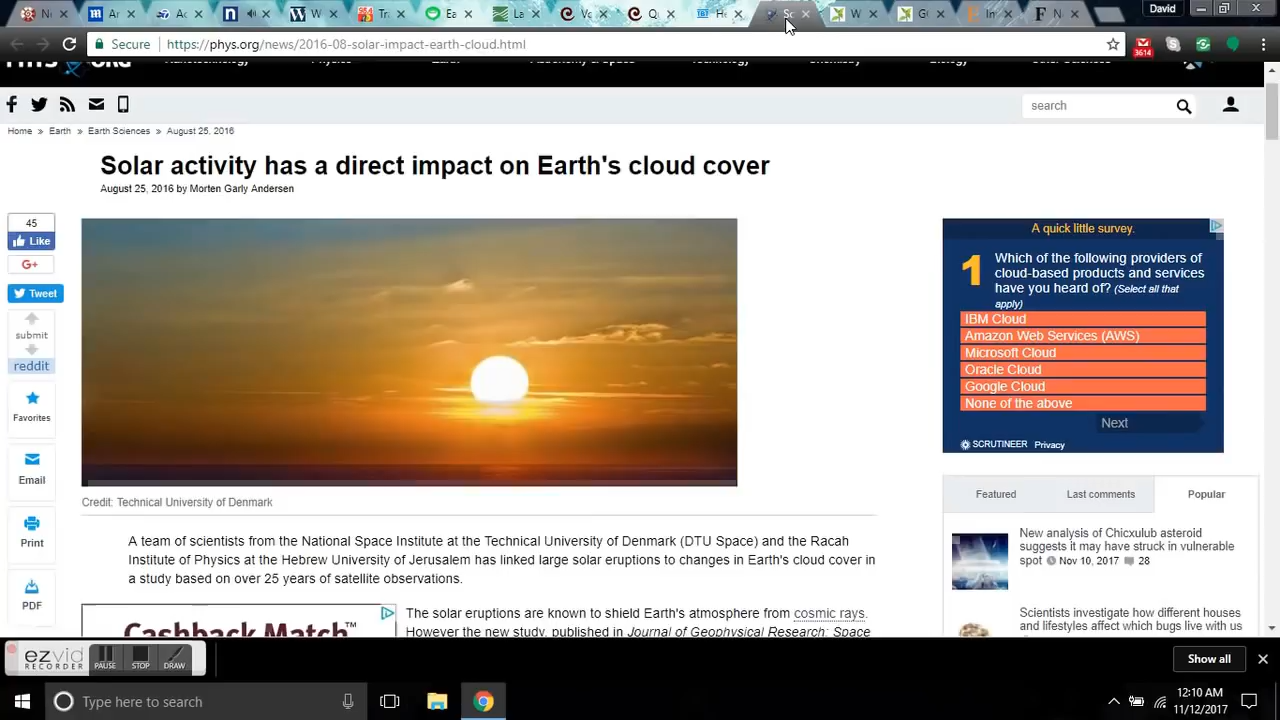 David
Secure
https://phys.org/news/2016-08-solar-impact-earth-cloud.html
3614
search
Home » Earth » Earth Sciences » August 25, 2016
Solar activity has a direct impact on Earth's cloud cover
August 25, 2016 by Morten Garly Andersen
45
Like
G+
Tweet
submit
reddit
Favorites
Email
Print
PDF
A quick little survey.
1
Which of the following providers of
cloud-based products and services
have you heard of? (Select all that
apply)
IBM Cloud
Amazon Web Services (AWS)
Microsoft Cloud
Oracle Cloud
Google Cloud
None of the above
Next
SCRUTINEER Privacy
Credit: Technical University of Denmark
Featured
Last comments
Popular
New analysis of Chicxulub asteroid
suggests it may have struck in vulnerable
spot Nov 10, 2017 28
Scientists investigate how different houses
and lifestyles affect which bugs live with us
A team of scientists from the National Space Institute at the Technical University of Denmark (DTU Space) and the Racah
Institute of Physics at the Hebrew University of Jerusalem has linked large solar eruptions to changes in Earth's cloud cover in
a study based on over 25 years of satellite observations.
The solar eruptions are known to shield Earth's atmosphere from cosmic rays.
However the new study, published in Journal of Geophysical Research: Space
Cashback Match™
ezvid
RECORDER
PAUSE
STOP
DRAW
Show all
Type here to search
12:10 AM
11/12/2017